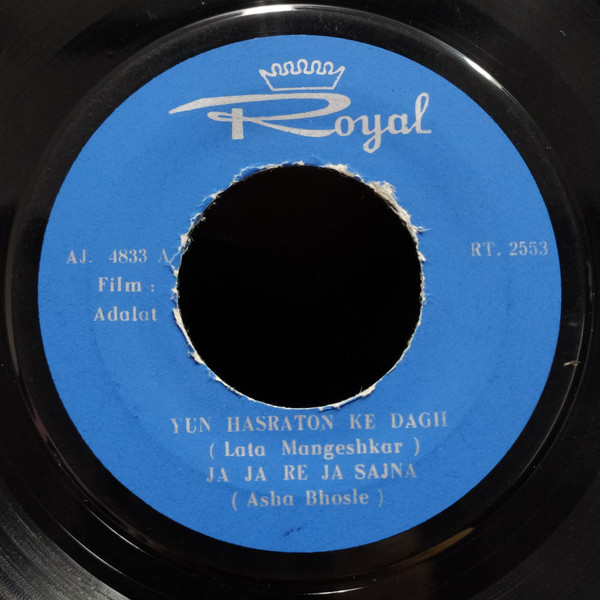 Royal
AJ. 4833 A
RT. 2553
Film :
Adalat
YUN HASRATON KE DAGH
( Lata Mangeshkar )
JA JA RE JA SAJNA
( Asha Bhosle )